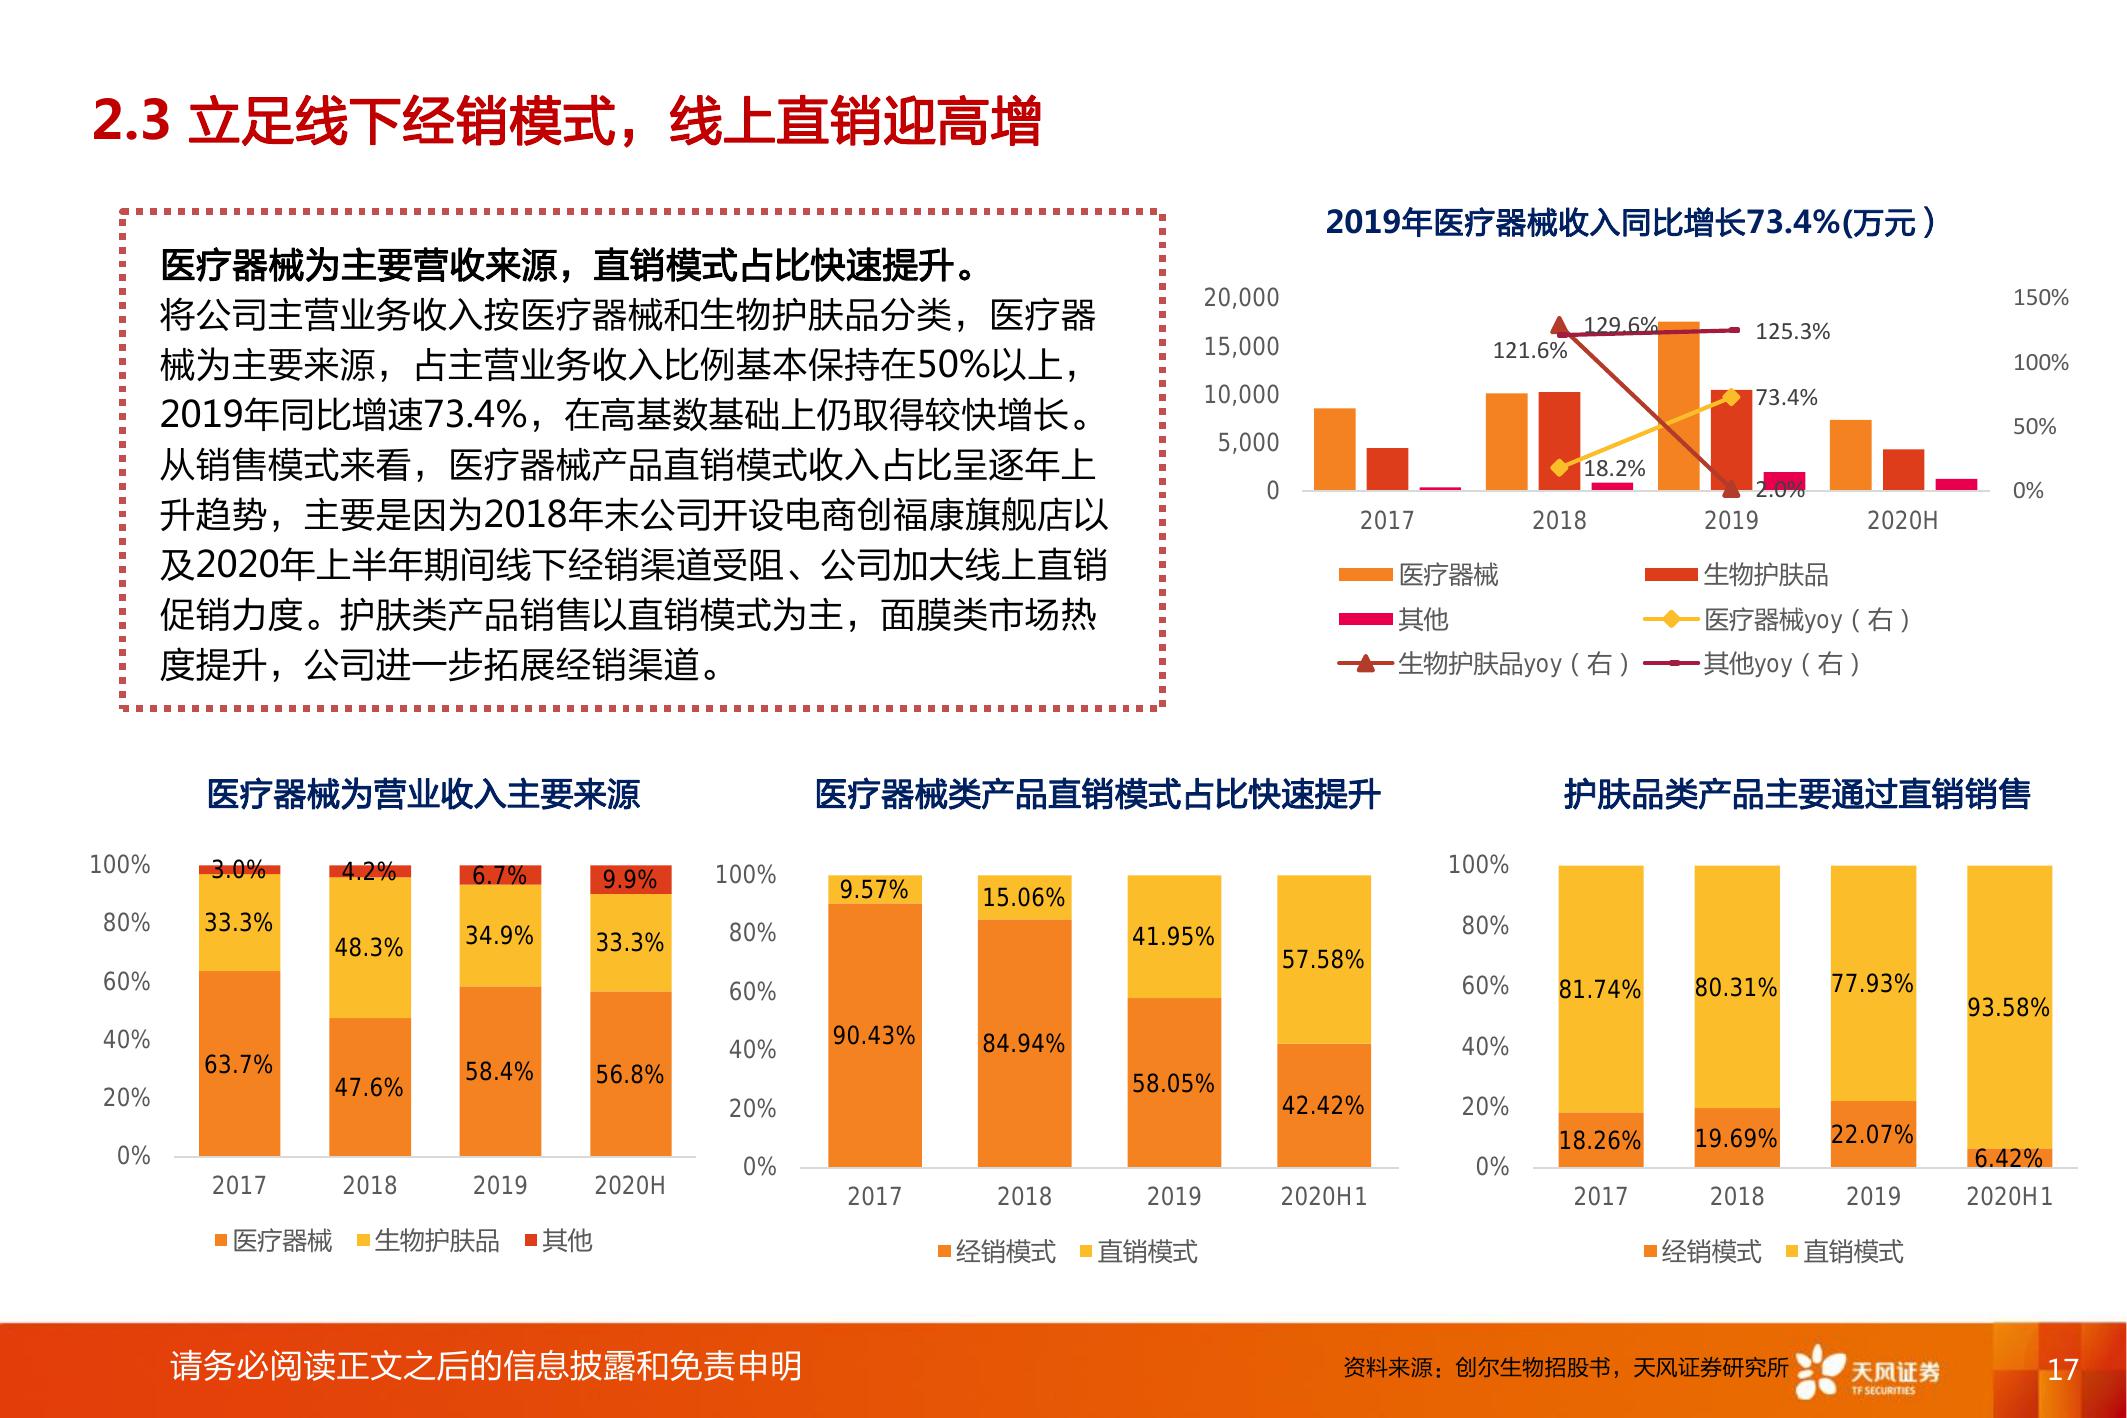 2.3 立足线下经销模式，线上直销迎高增
医疗器械为主要营收来源，直销模式占比快速提升。
将公司主营业务收入按医疗器械和生物护肤品分类，医疗器
械为主要来源，占主营业务收入比例基本保持在50%以上，
2019年同比增速73.4%，在高基数基础上仍取得较快增长。
从销售模式来看，医疗器械产品直销模式收入占比呈逐年上
升趋势，主要是因为2018年末公司开设电商创福康旗舰店以
及2020年上半年期间线下经销渠道受阻、公司加大线上直销
促销力度。护肤类产品销售以直销模式为主，面膜类市场热
度提升，公司进一步拓展经销渠道。
2019年医疗器械收入同比增长73.4%(万元）
20,000
15,000
10,000
5,000
0
150%
100%
50%
0%
129.6%
121.6%
125.3%
73.4%
18.2%
2.0%
2017 2018 2019 2020H
医疗器械 生物护肤品
其他 医疗器械yoy（右）
生物护肤品yoy（右） 其他yoy（右）
医疗器械为营业收入主要来源
100%
80%
60%
40%
20%
0%
3.0% 4.2% 6.7% 9.9%
33.3% 48.3% 34.9% 33.3%
63.7% 47.6% 58.4% 56.8%
2017 2018 2019 2020H
医疗器械 生物护肤品 其他
医疗器械类产品直销模式占比快速提升
100%
80%
60%
40%
20%
0%
9.57% 15.06% 41.95% 57.58%
90.43% 84.94% 58.05% 42.42%
2017 2018 2019 2020H1
经销模式 直销模式
护肤品类产品主要通过直销销售
100%
80%
60%
40%
20%
0%
81.74% 80.31% 77.93% 93.58%
18.26% 19.69% 22.07% 6.42%
2017 2018 2019 2020H1
经销模式 直销模式
请务必阅读正文之后的信息披露和免责申明
资料来源：创尔生物招股书，天风证券研究所
天风证券
TF SECURITIES
17